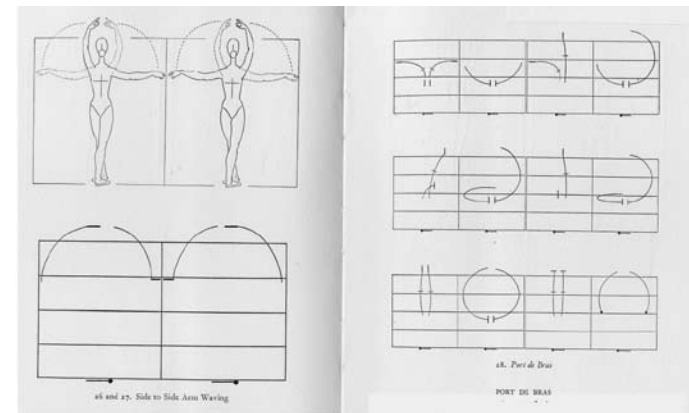 26 and 27. Side to Side Arm Waving
28. Port de Bras
PORT DE BRAS